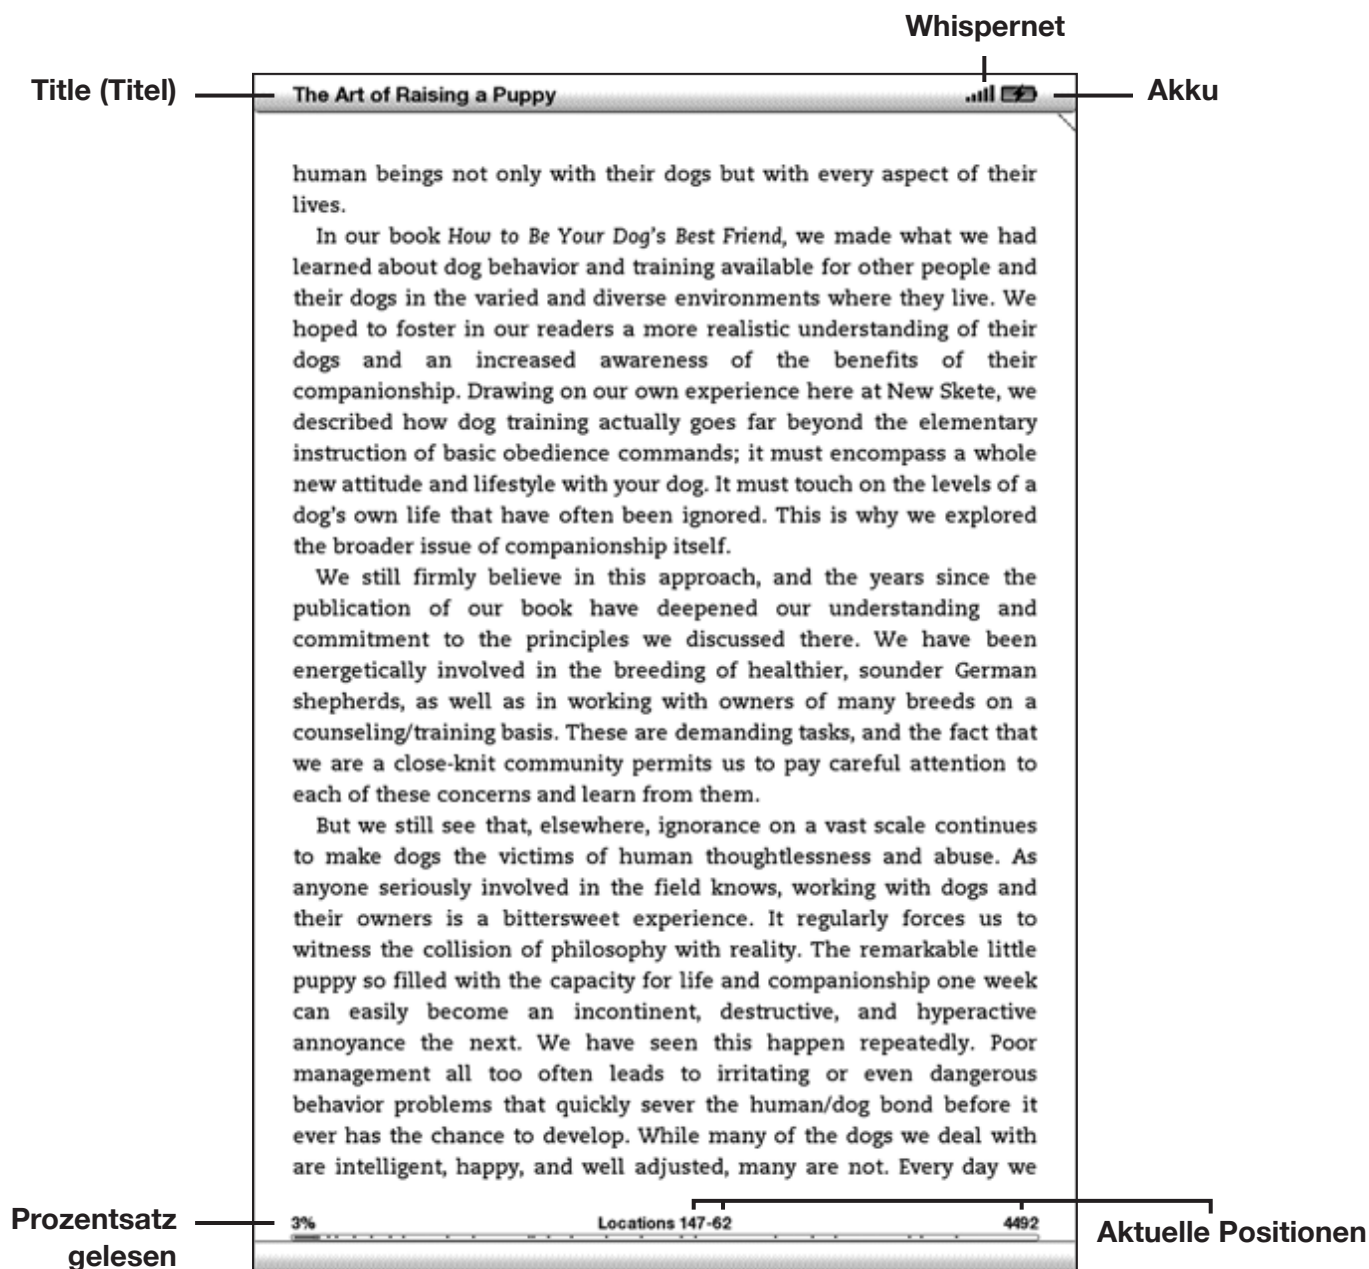 Whispernet
Title (Titel)
The Art of Raising a Puppy
Akku
human beings not only with their dogs but with every aspect of their
lives.
In our book How to Be Your Dog's Best Friend, we made what we had
learned about dog behavior and training available for other people and
their dogs in the varied and diverse environments where they live. We
hoped to foster in our readers a more realistic understanding of their
dogs and an increased awareness of the benefits of their
companionship. Drawing on our own experience here at New Skete, we
described how dog training actually goes far beyond the elementary
instruction of basic obedience commands; it must encompass a whole
new attitude and lifestyle with your dog. It must touch on the levels of a
dog's own life that have often been ignored. This is why we explored
the broader issue of companionship itself.
We still firmly believe in this approach, and the years since the
publication of our book have deepened our understanding and
commitment to the principles we discussed there. We have been
energetically involved in the breeding of healthier, sounder German
shepherds, as well as in working with owners of many breeds on a
counseling/training basis. These are demanding tasks, and the fact that
we are a close-knit community permits us to pay careful attention to
each of these concerns and learn from them.
But we still see that, elsewhere, ignorance on a vast scale continues
to make dogs the victims of human thoughtlessness and abuse. As
anyone seriously involved in the field knows, working with dogs and
their owners is a bittersweet experience. It regularly forces us to
witness the collision of philosophy with reality. The remarkable little
puppy so filled with the capacity for life and companionship one week
can easily become an incontinent, destructive, and hyperactive
annoyance the next. We have seen this happen repeatedly. Poor
management all too often leads to irritating or even dangerous
behavior problems that quickly sever the human/dog bond before it
ever has the chance to develop. While many of the dogs we deal with
are intelligent, happy, and well adjusted, many are not. Every day we
Prozentsatz
gelesen
3%
Locations 147-62
4492
Aktuelle Positionen